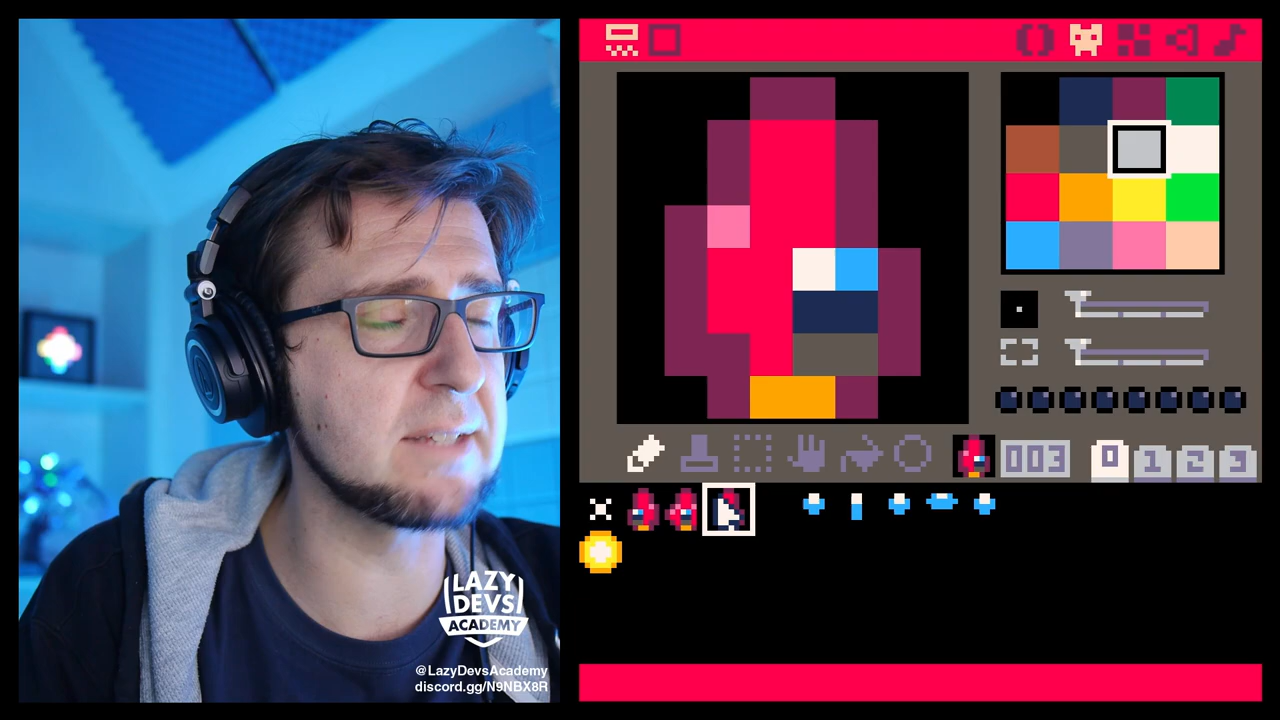 LAZY
DEVS
ACADEMY
@LazyDevsAcademy
discord.gg/N9NBX8R
003
0 1 2 3